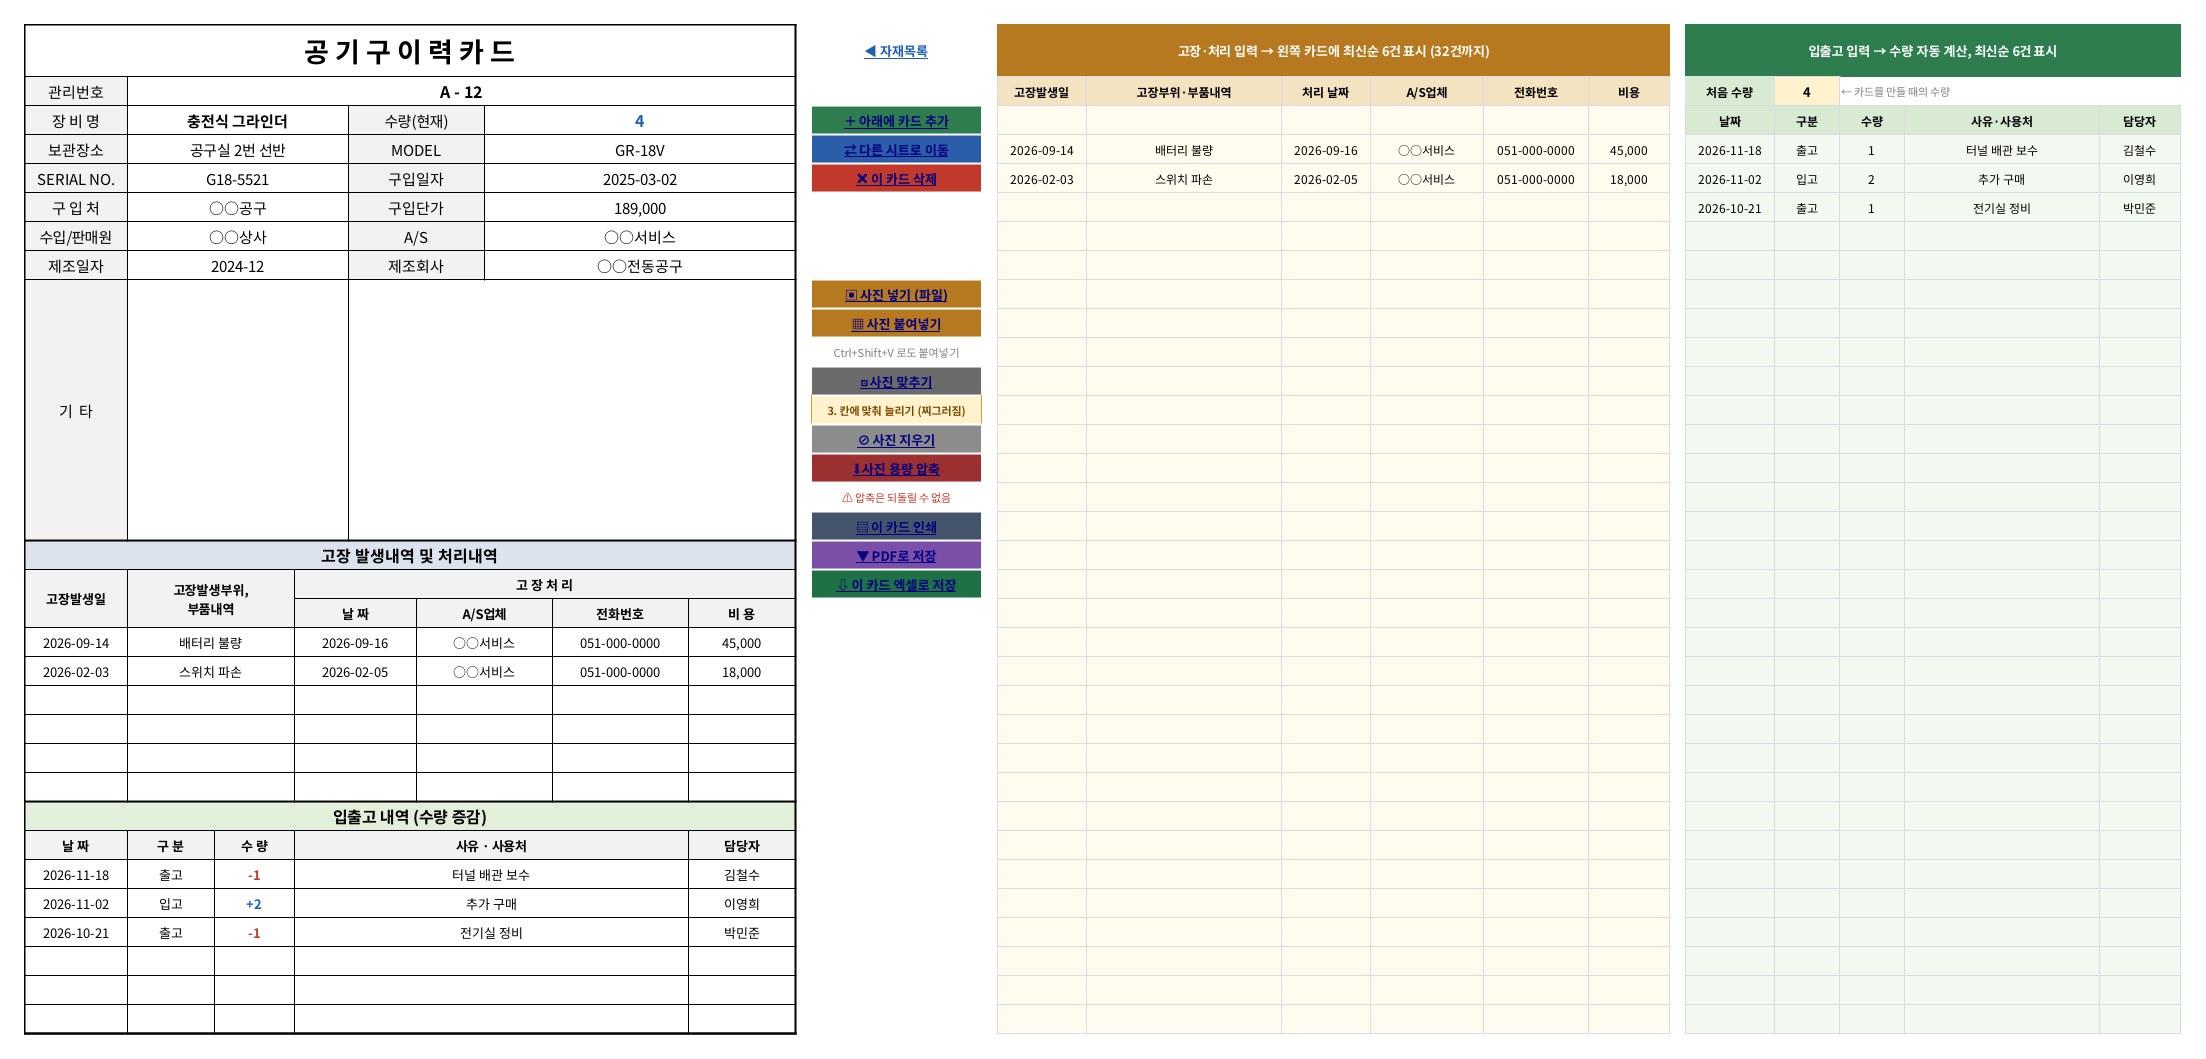 공 기 구 이 력 카 드
관리번호 A - 12
장 비 명 충전식 그라인더 수량(현재) 4
보관장소 공구실 2번 선반 MODEL GR-18V
SERIAL NO. G18-5521 구입일자 2025-03-02
구 입 처 〇〇공구 구입단가 189,000
수입/판매원 〇〇상사 A/S 〇〇서비스
제조일자 2024-12 제조회사 〇〇전동공구
기 타
고장 발생내역 및 처리내역
고장발생일 고장발생부위, 부품내역 고 장 처 리
날 짜 A/S업체 전화번호 비 용
2026-09-14 배터리 불량 2026-09-16 〇〇서비스 051-000-0000 45,000
2026-02-03 스위치 파손 2026-02-05 〇〇서비스 051-000-0000 18,000
입출고 내역 (수량 증감)
날 짜 구 분 수 량 사유 · 사용처 담당자
2026-11-18 출고 -1 터널 배관 보수 김철수
2026-11-02 입고 +2 추가 구매 이영희
2026-10-21 출고 -1 전기실 정비 박민준
◀ 자재목록
＋ 아래에 카드 추가
⇄ 다른 시트로 이동
✖ 이 카드 삭제
▣ 사진 넣기 (파일)
▦ 사진 붙여넣기
Ctrl+Shift+V 로도 붙여넣기
⧈ 사진 맞추기
3. 칸에 맞춰 늘리기 (찌그러짐)
⊘ 사진 지우기
⬇ 사진 용량 압축
⚠ 압축은 되돌릴 수 없음
▤ 이 카드 인쇄
▼ PDF로 저장
⇩ 이 카드 엑셀로 저장
고장·처리 입력 → 왼쪽 카드에 최신순 6건 표시 (32건까지)
고장발생일 고장부위·부품내역 처리 날짜 A/S업체 전화번호 비용
2026-09-14 배터리 불량 2026-09-16 〇〇서비스 051-000-0000 45,000
2026-02-03 스위치 파손 2026-02-05 〇〇서비스 051-000-0000 18,000
입출고 입력 → 수량 자동 계산, 최신순 6건 표시
처음 수량 4 ← 카드를 만들 때의 수량
날짜 구분 수량 사유·사용처 담당자
2026-11-18 출고 1 터널 배관 보수 김철수
2026-11-02 입고 2 추가 구매 이영희
2026-10-21 출고 1 전기실 정비 박민준